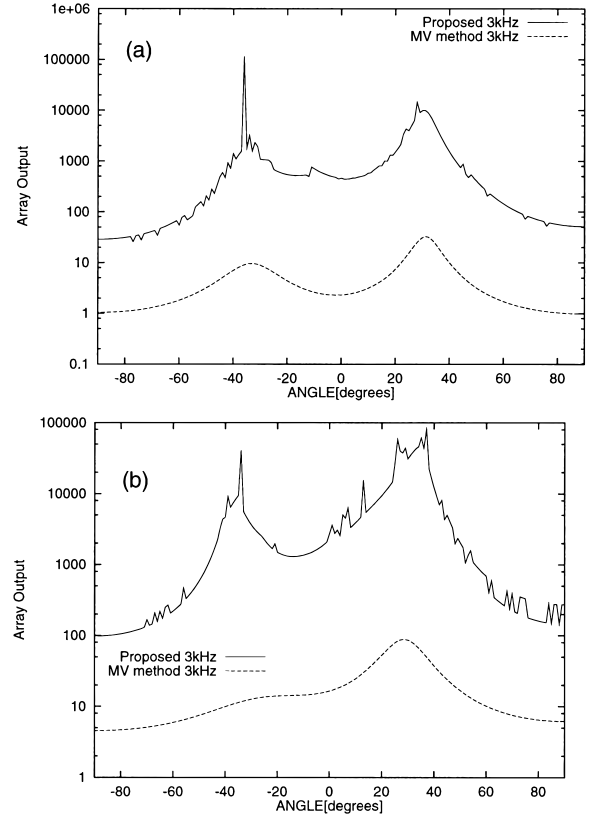 1e+06
Proposed 3kHz
(a)
MV method 3kHz
100000
10000
1000
100
10
1
0.1
Array Output
-80 -60 -40 -20 0 20 40 60 80
ANGLE[degrees]
100000
(b)
10000
1000
100
Proposed 3kHz
MV method 3kHz
10
1
Array Output
-80 -60 -40 -20 0 20 40 60 80
ANGLE[degrees]